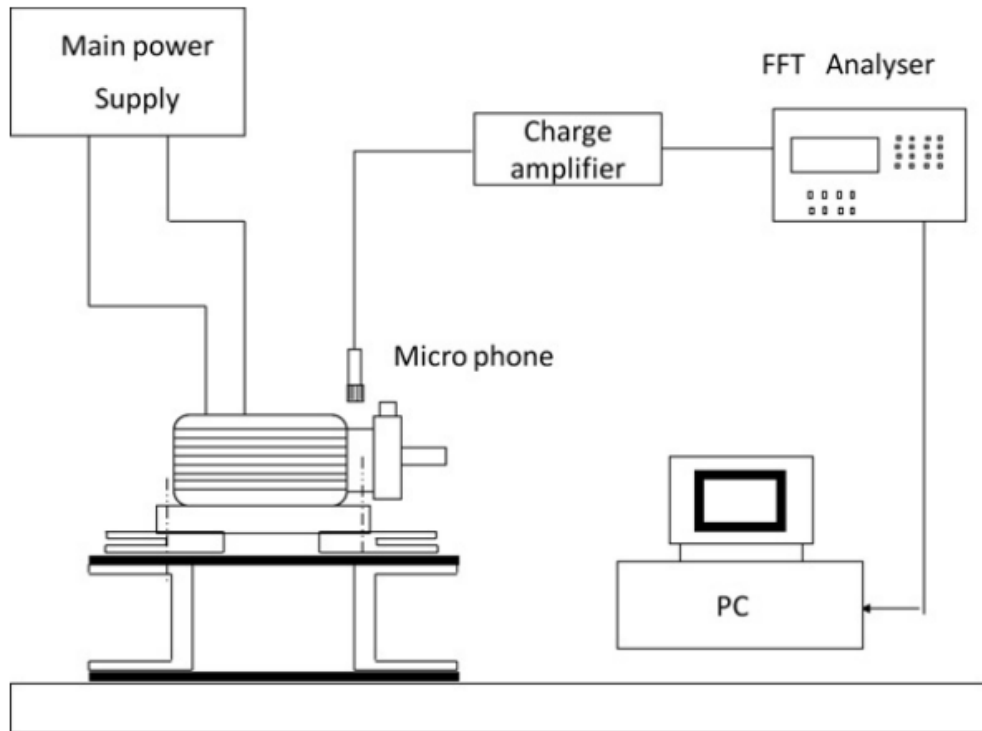 Main power
Supply
FFT Analyser
Charge
amplifier
Micro phone
PC